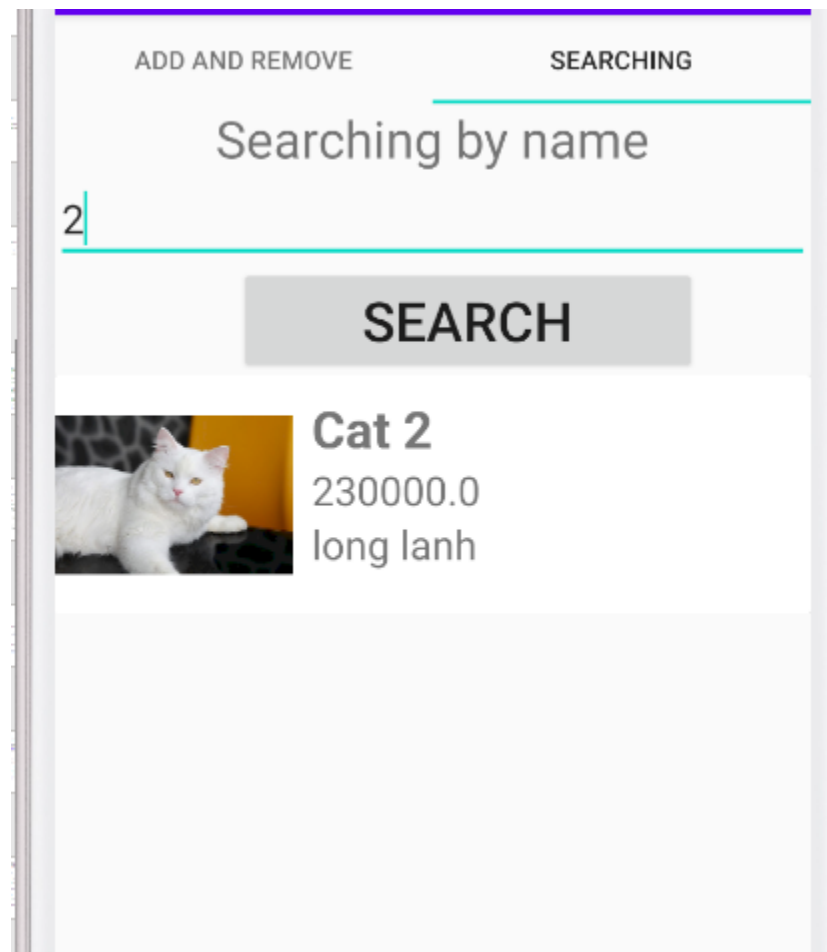 ADD AND REMOVE
SEARCHING
Searching by name
2
SEARCH
Cat 2
230000.0
long lanh